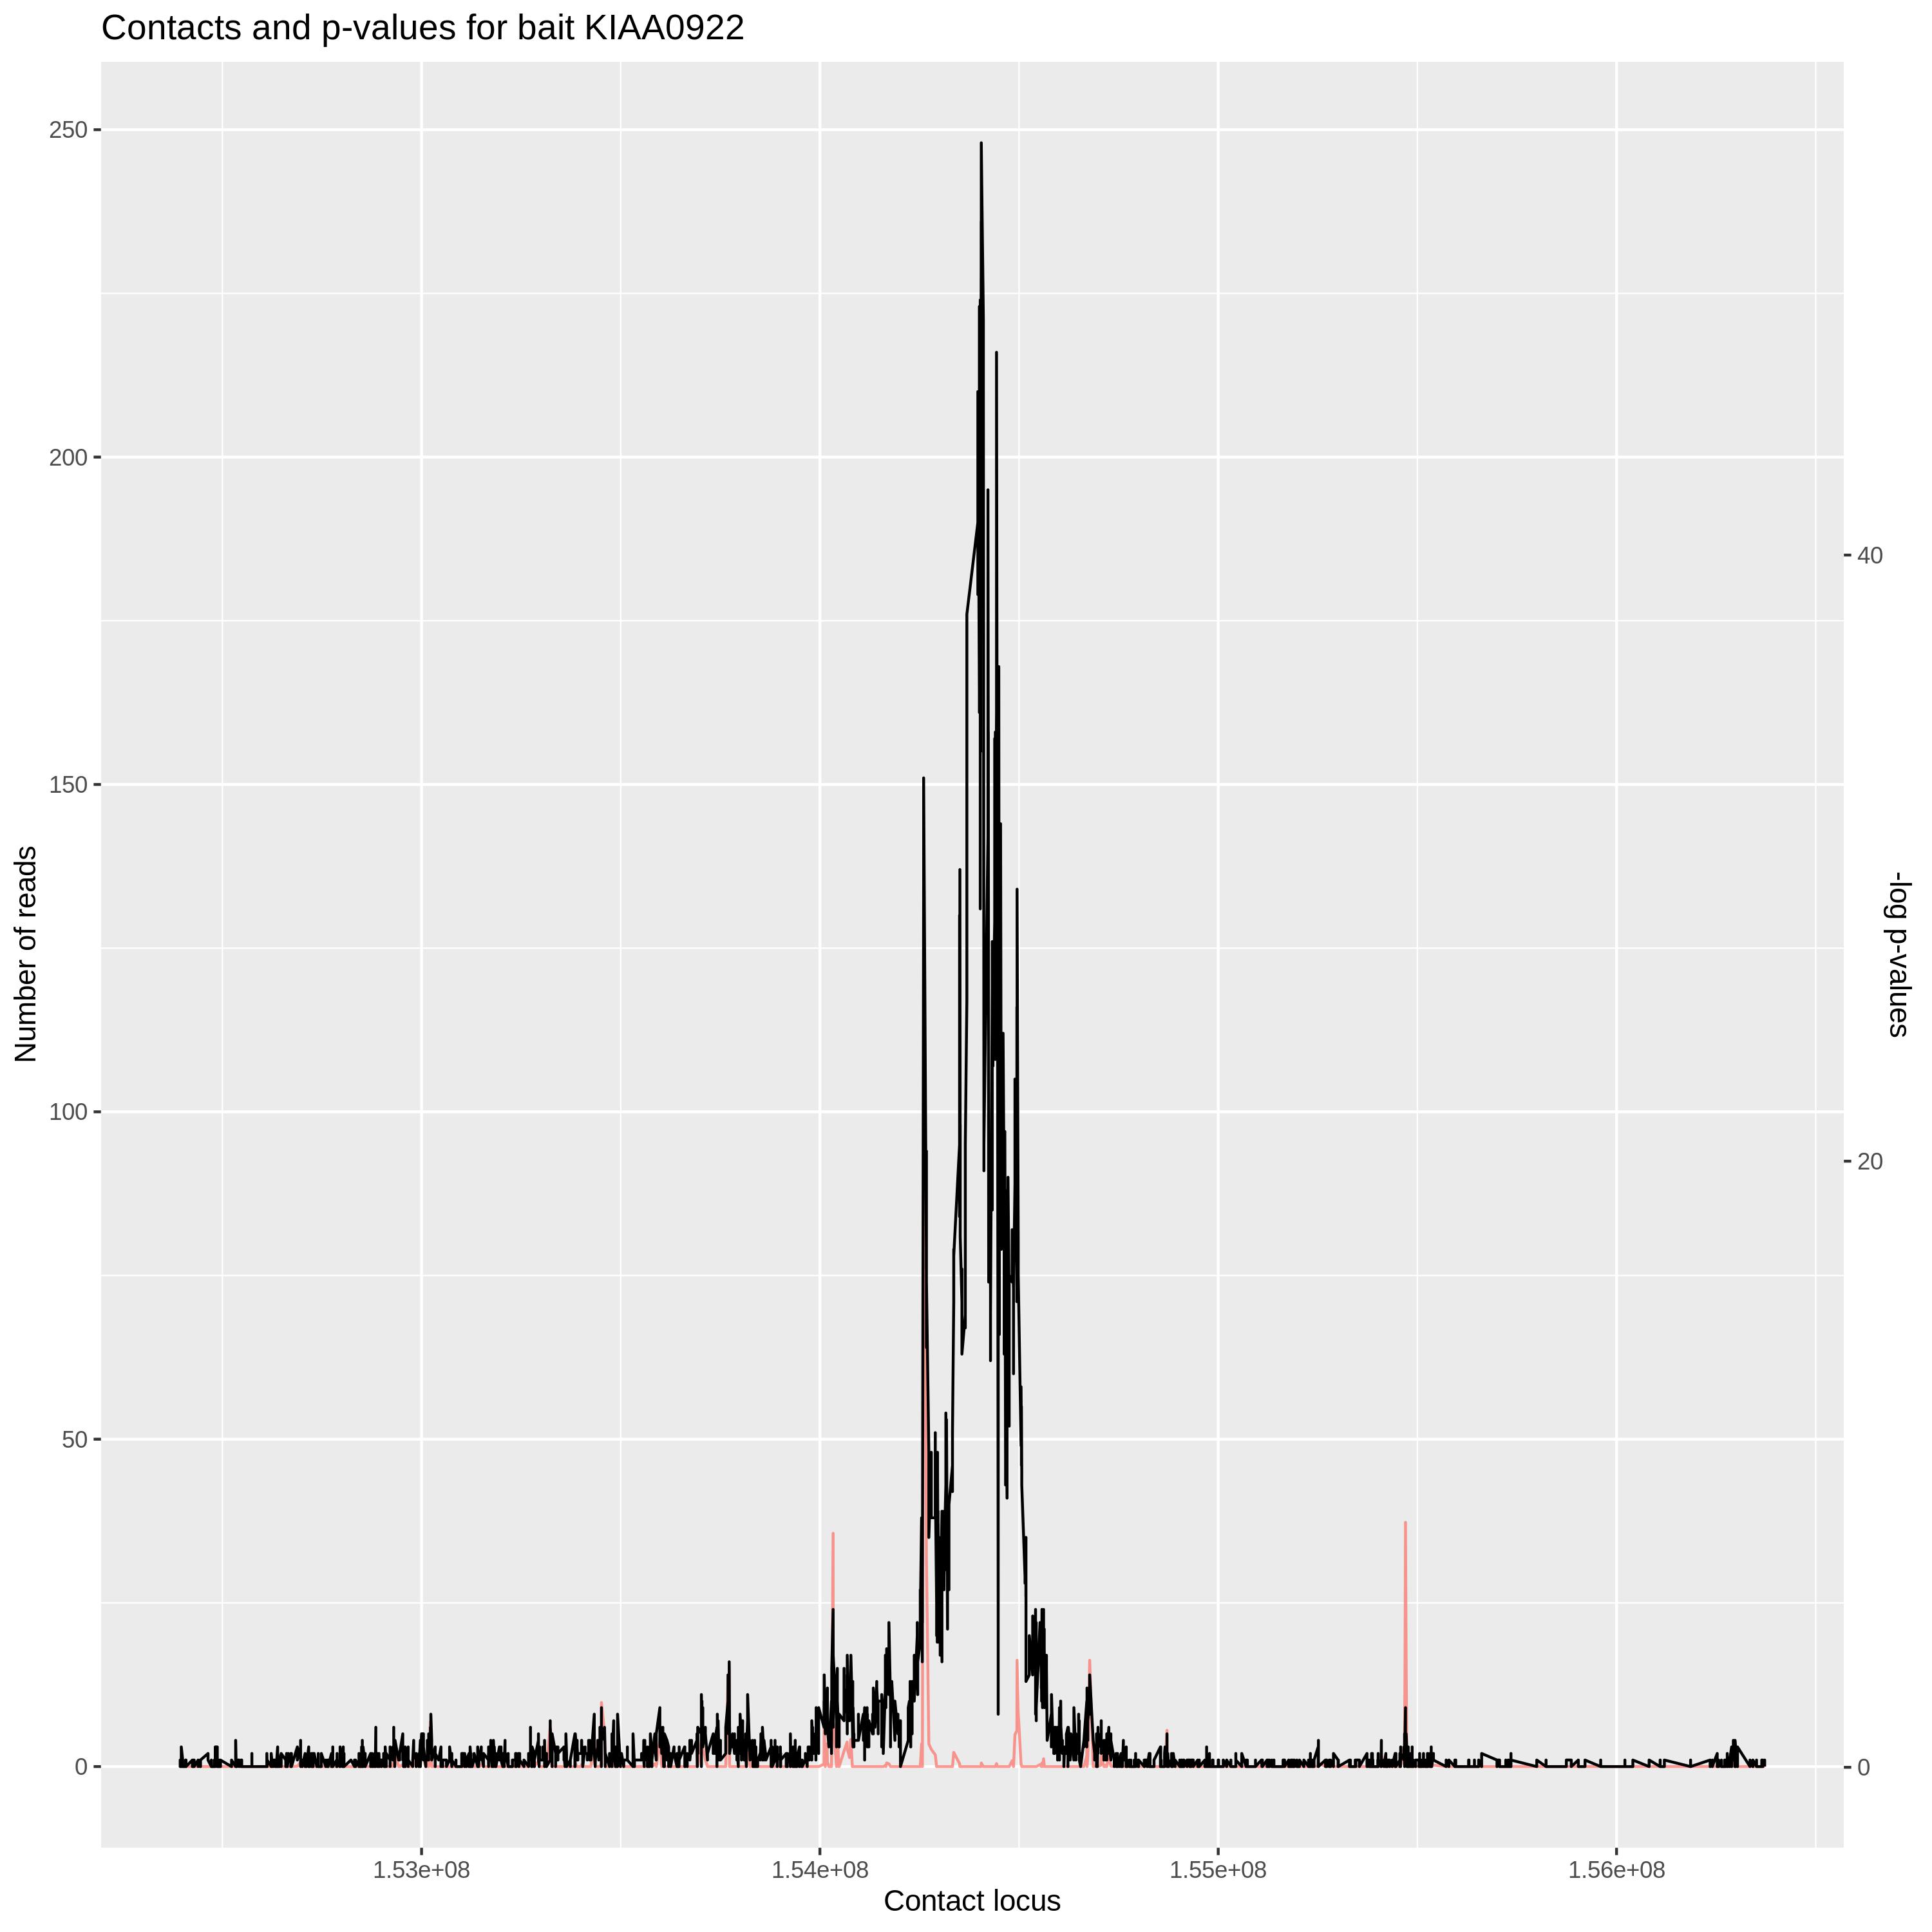 Contacts and p-values for bait KIAA0922
250
200
150
100
50
0
Number of reads
40
20
0
-log p-values
1.53e+08
1.54e+08
1.55e+08
1.56e+08
Contact locus